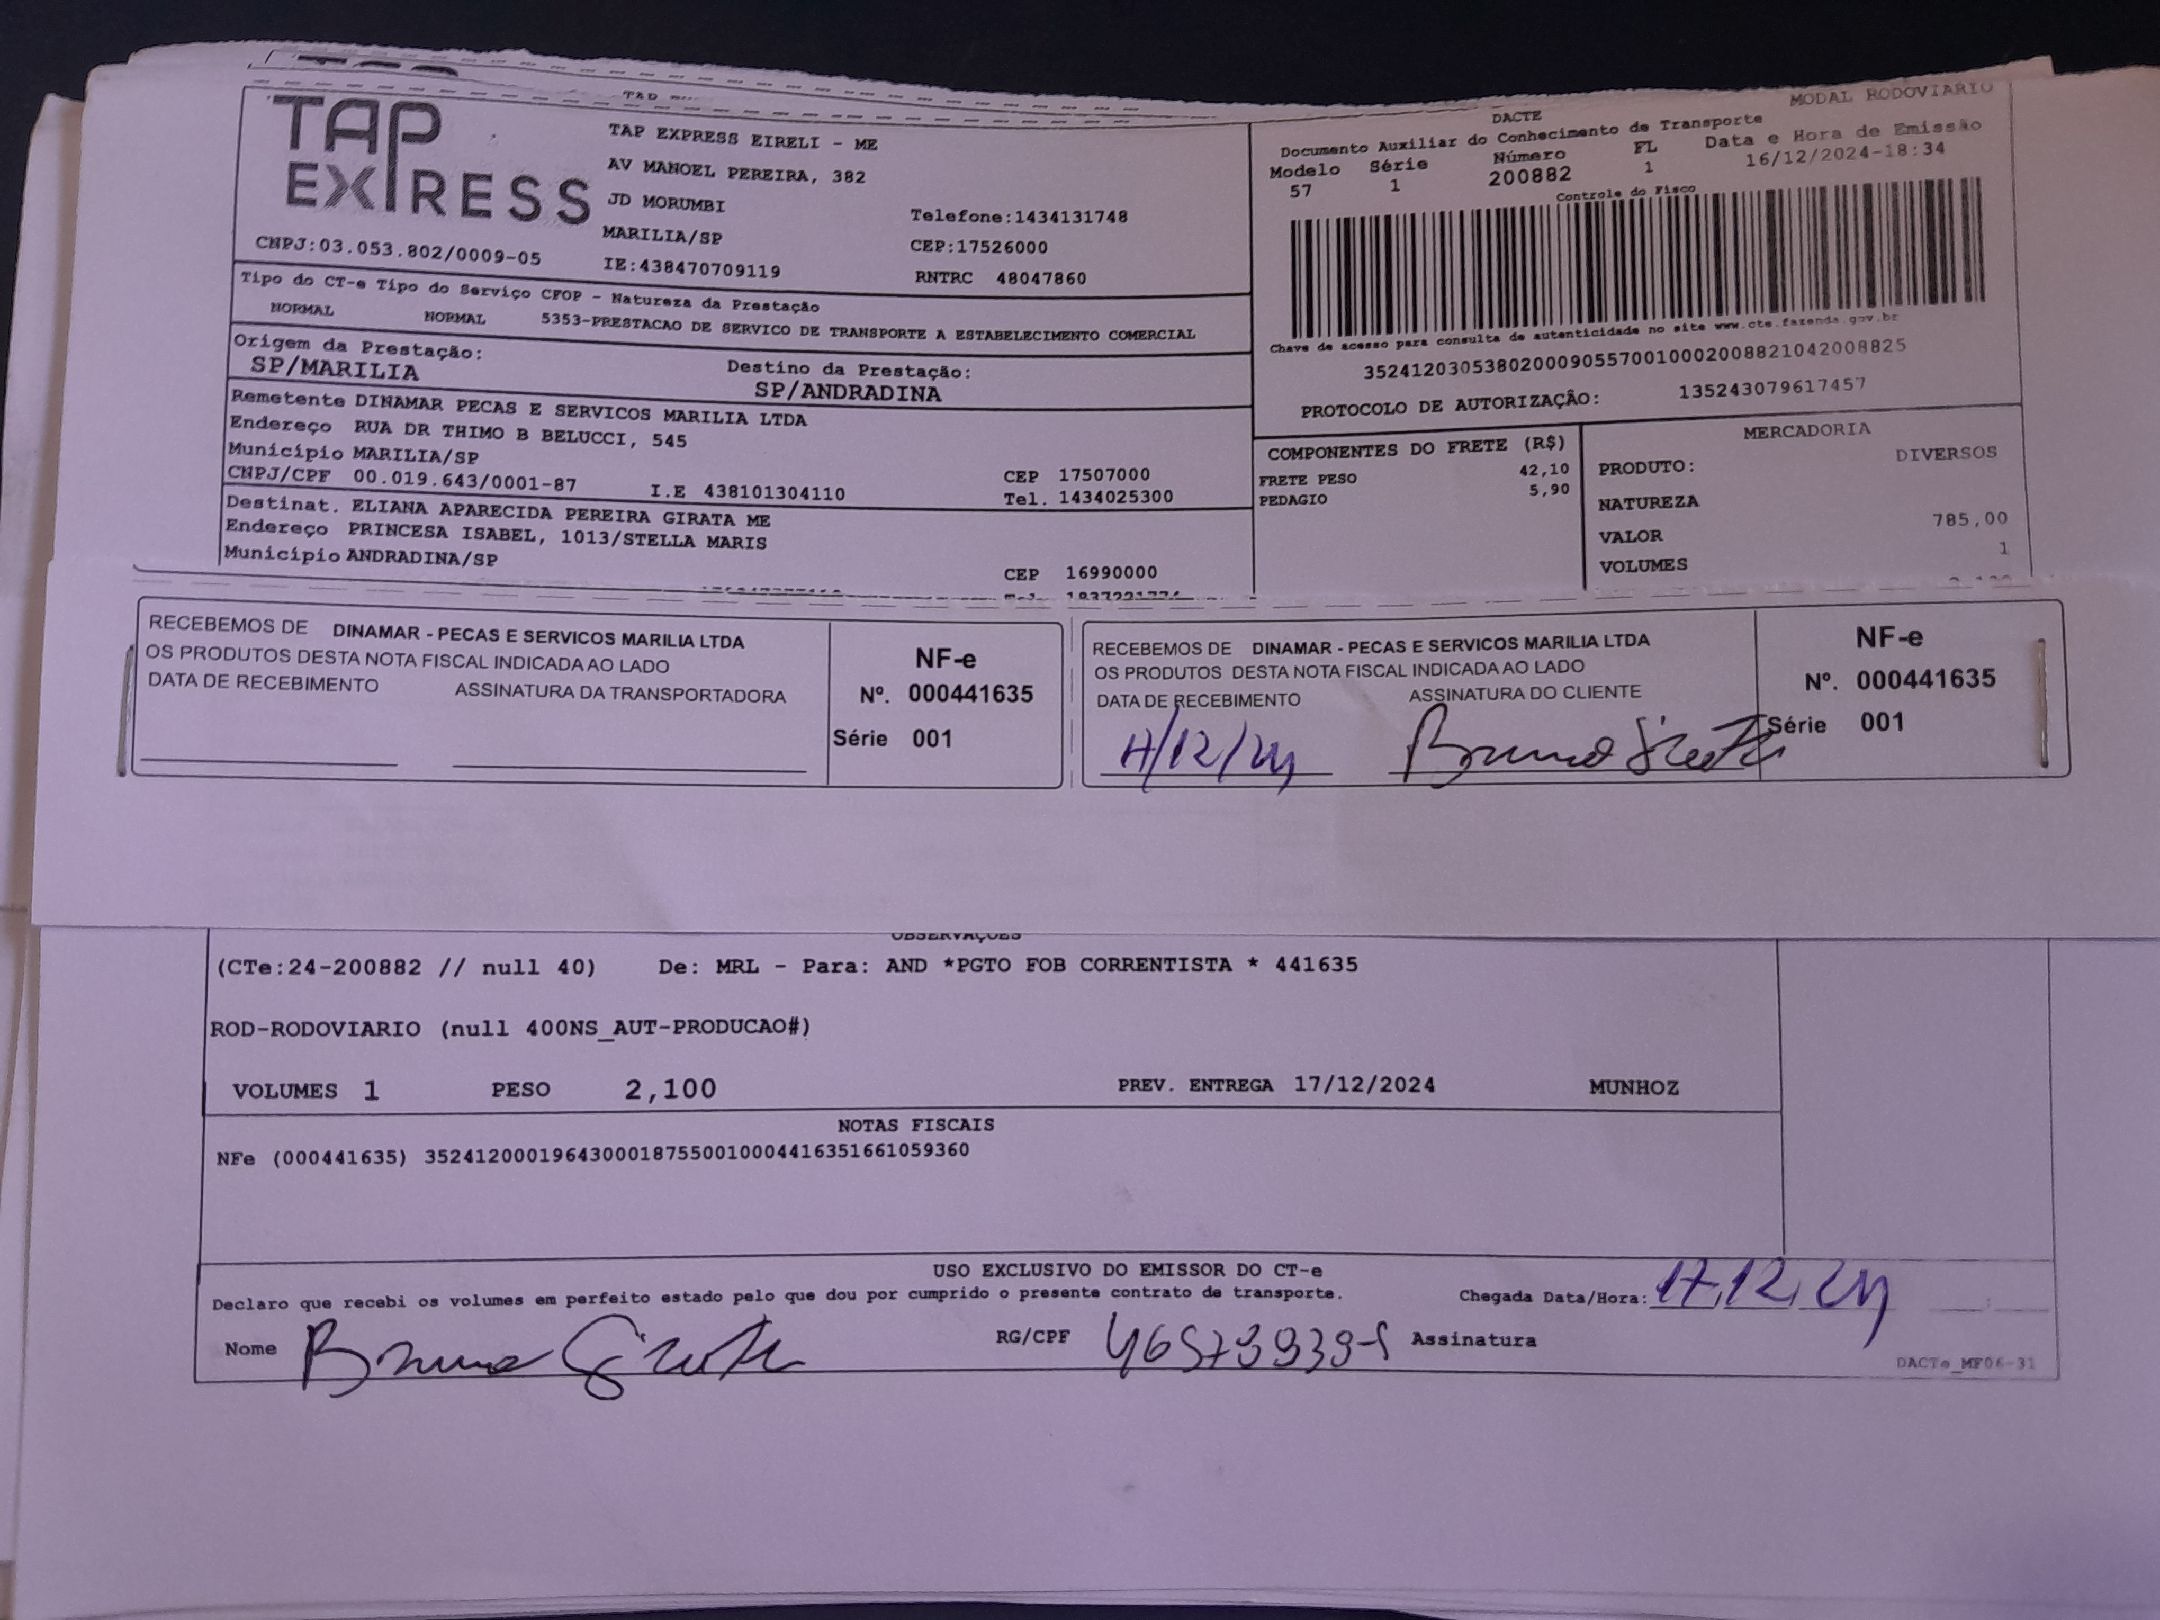 TAP EXPRESS
TAP EXPRESS EIRELI - ME
AV MANOEL PEREIRA, 382
JD MORUMBI
MARILIA/SP
Telefone:1434131748
CEP:17526000
CNPJ:03.053.802/0009-05
IE:438470709119
RNTRC 48047860
MODAL RODOVIARIO
DACTE
Documento Auxiliar do Conhecimento de Transporte
Modelo Série Número FL Data e Hora de Emissão
57 1 200882 1 16/12/2024-18:34
Controle do Fisco
Chave de acesso para consulta de autenticidade no site www.cte.fazenda.gov.br
35241203053802000905570010002008821042008825
PROTOCOLO DE AUTORIZAÇÂO: 135243079617457
Tipo do CT-e Tipo do Serviço CFOP - Natureza da Prestação
NORMAL NORMAL 5353-PRESTACAO DE SERVICO DE TRANSPORTE A ESTABELECIMENTO COMERCIAL
Origem da Prestação: Destino da Prestação:
SP/MARILIA SP/ANDRADINA
Remetente DINAMAR PECAS E SERVICOS MARILIA LTDA
Endereço RUA DR THIMO B BELUCCI, 545
Município MARILIA/SP CEP 17507000
CNPJ/CPF 00.019.643/0001-87 I.E 438101304110 Tel. 1434025300
Destinat. ELIANA APARECIDA PEREIRA GIRATA ME
Endereço PRINCESA ISABEL, 1013/STELLA MARIS
Município ANDRADINA/SP CEP 16990000
COMPONENTES DO FRETE (R$)
FRETE PESO 42,10
PEDAGIO 5,90
MERCADORIA
PRODUTO: DIVERSOS
NATUREZA
VALOR 785,00
VOLUMES 1
RECEBEMOS DE DINAMAR - PECAS E SERVICOS MARILIA LTDA
OS PRODUTOS DESTA NOTA FISCAL INDICADA AO LADO
DATA DE RECEBIMENTO ASSINATURA DA TRANSPORTADORA
NF-e
Nº. 000441635
Série 001
RECEBEMOS DE DINAMAR - PECAS E SERVICOS MARILIA LTDA
OS PRODUTOS DESTA NOTA FISCAL INDICADA AO LADO
DATA DE RECEBIMENTO ASSINATURA DO CLIENTE
17/12/24 Bruno Girata
NF-e
Nº. 000441635
Série 001
OBSERVAÇÕES
(CTe:24-200882 // null 40) De: MRL - Para: AND *PGTO FOB CORRENTISTA * 441635
ROD-RODOVIARIO (null 400NS_AUT-PRODUCAO#)
VOLUMES 1 PESO 2,100 PREV. ENTREGA 17/12/2024 MUNHOZ
NOTAS FISCAIS
NFe (000441635) 35241200019643000187550010004416351661059360
USO EXCLUSIVO DO EMISSOR DO CT-e
Declaro que recebi os volumes em perfeito estado pelo que dou por cumprido o presente contrato de transporte. Chegada Data/Hora: 17,12,24
Nome Bruno Girata RG/CPF Assinatura
DACTe_MF06-31